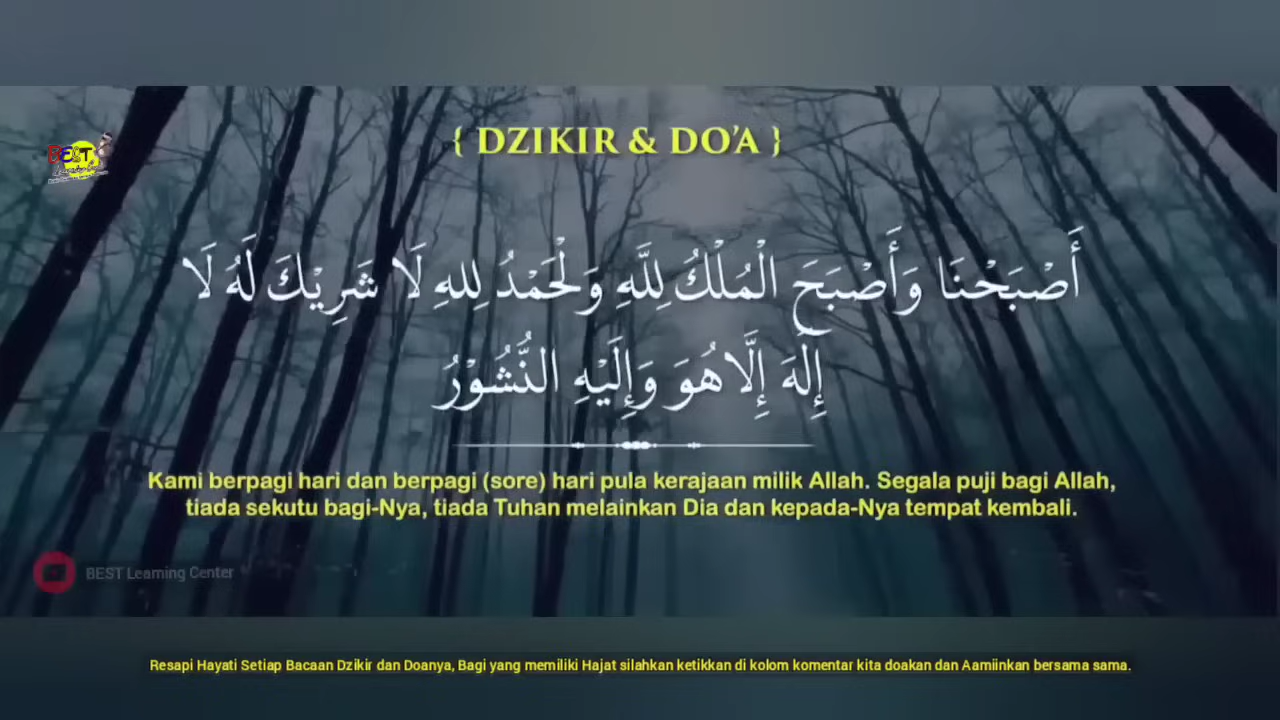 BEST
{ DZIKIR & DO’A }
أَصْبَحْنَا وَأَصْبَحَ الْمُلْكُ لِلَّهِ وَلْحَمْدُ لِلهِ لَا شَرِيْكَ لَهُ لَا
إِلٰهَ إِلَّا هُوَ وَإِلَيْهِ النُّشُوْرُ
Kami berpagi hari dan berpagi (sore) hari pula kerajaan milik Allah. Segala puji bagi Allah,
tiada sekutu bagi-Nya, tiada Tuhan melainkan Dia dan kepada-Nya tempat kembali.
BEST Learning Center
Resapi Hayati Setiap Bacaan Dzikir dan Doanya, Bagi yang memiliki Hajat silahkan ketikkan di kolom komentar kita doakan dan Aamiinkan bersama sama.